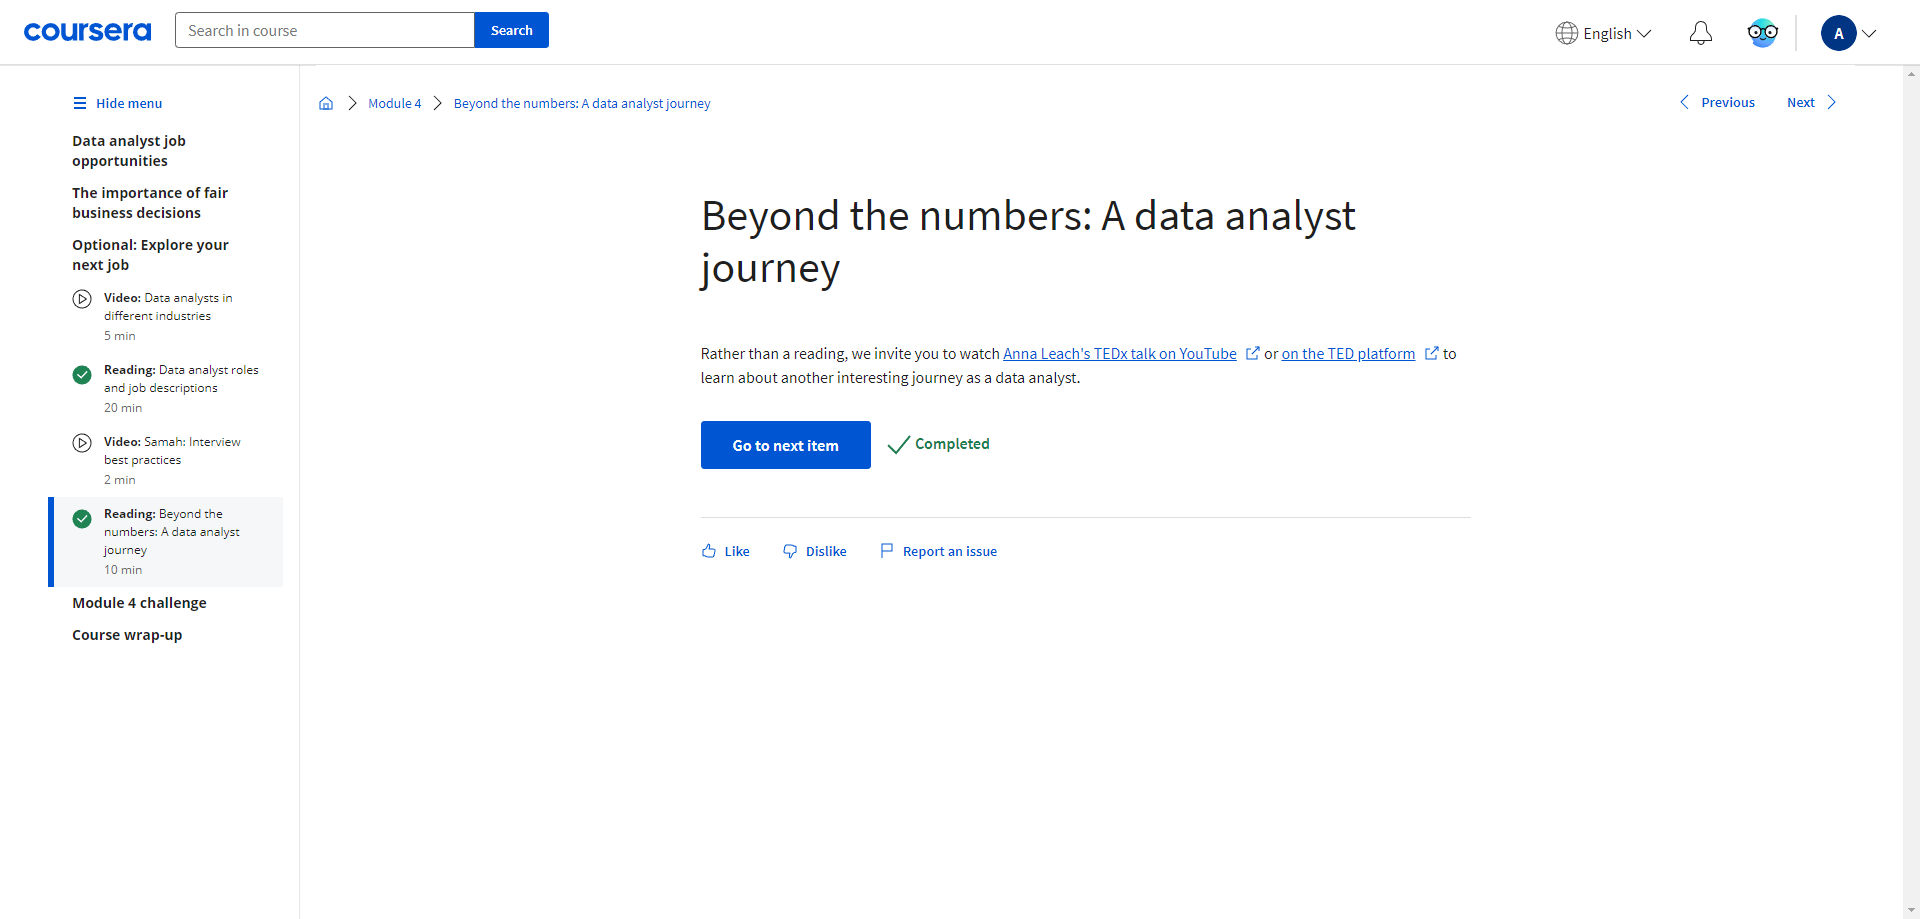 coursera
Search in course
Search
English
A
Hide menu
Data analyst job
opportunities
The importance of fair
business decisions
Optional: Explore your
next job
Video: Data analysts in
different industries
5 min
Reading: Data analyst roles
and job descriptions
20 min
Video: Samah: Interview
best practices
2 min
Reading: Beyond the
numbers: A data analyst
journey
10 min
Module 4 challenge
Course wrap-up
Module 4
Beyond the numbers: A data analyst journey
Previous
Next
Beyond the numbers: A data analyst
journey
Rather than a reading, we invite you to watch Anna Leach's TEDx talk on YouTube or on the TED platform to
learn about another interesting journey as a data analyst.
Go to next item
Completed
Like
Dislike
Report an issue